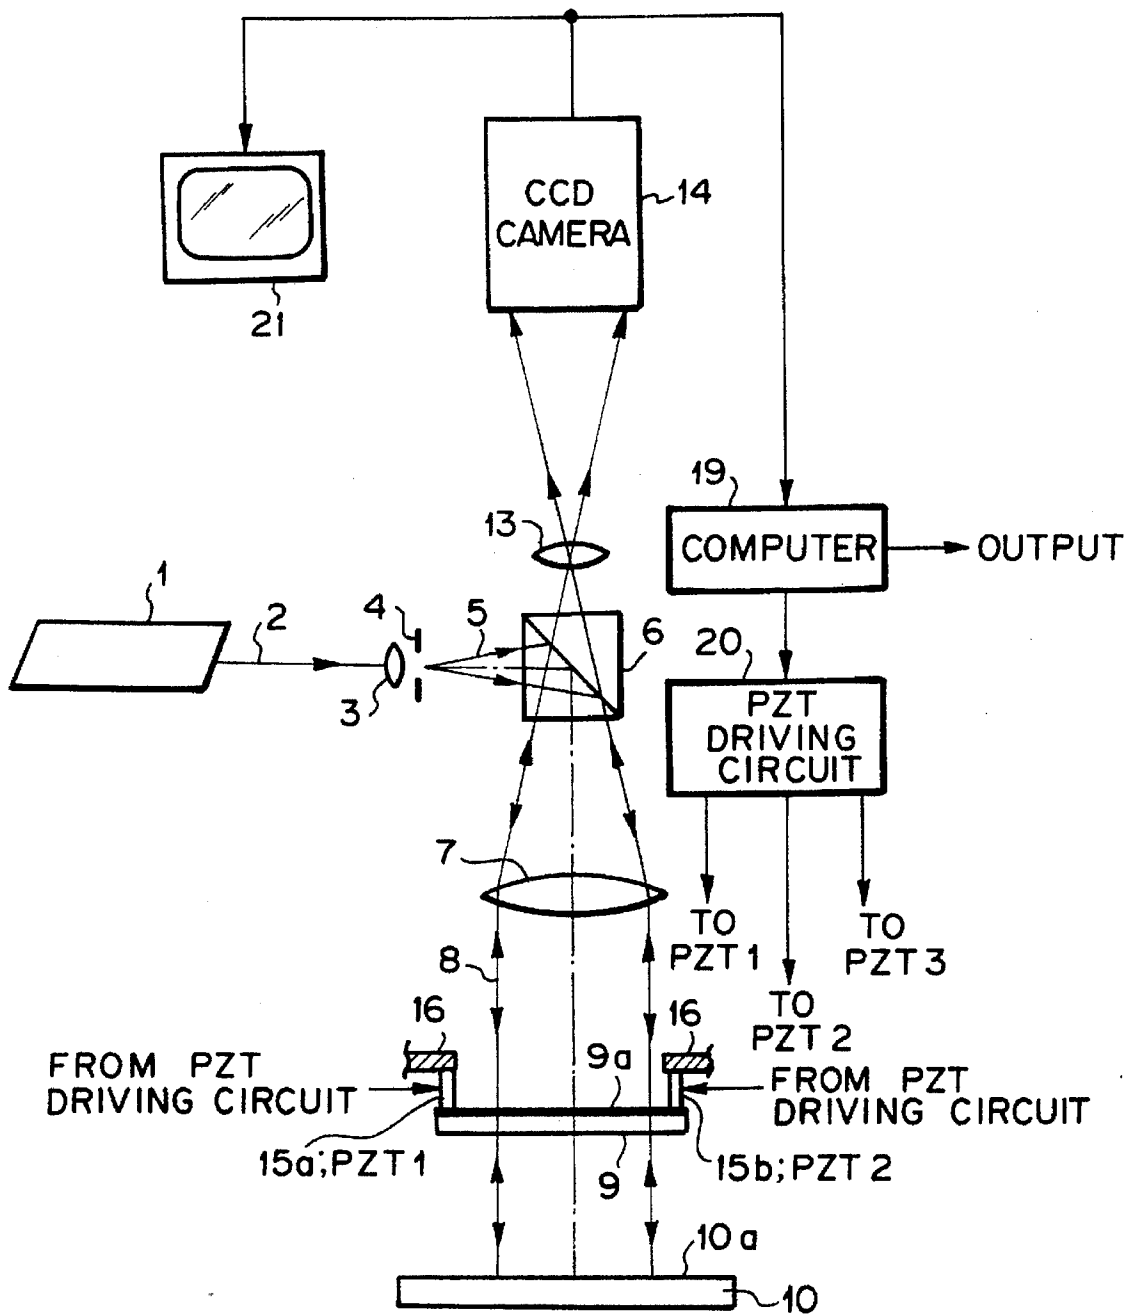 CCD
CAMERA
14
21
19
COMPUTER
OUTPUT
13
1
2
3
4
5
6
20
PZT
DRIVING
CIRCUIT
7
TO
PZT 1
TO
PZT 3
TO
PZT 2
8
16
16
9a
FROM PZT
DRIVING CIRCUIT
FROM PZT
DRIVING CIRCUIT
15a;PZT 1
9
15b;PZT 2
10a
10